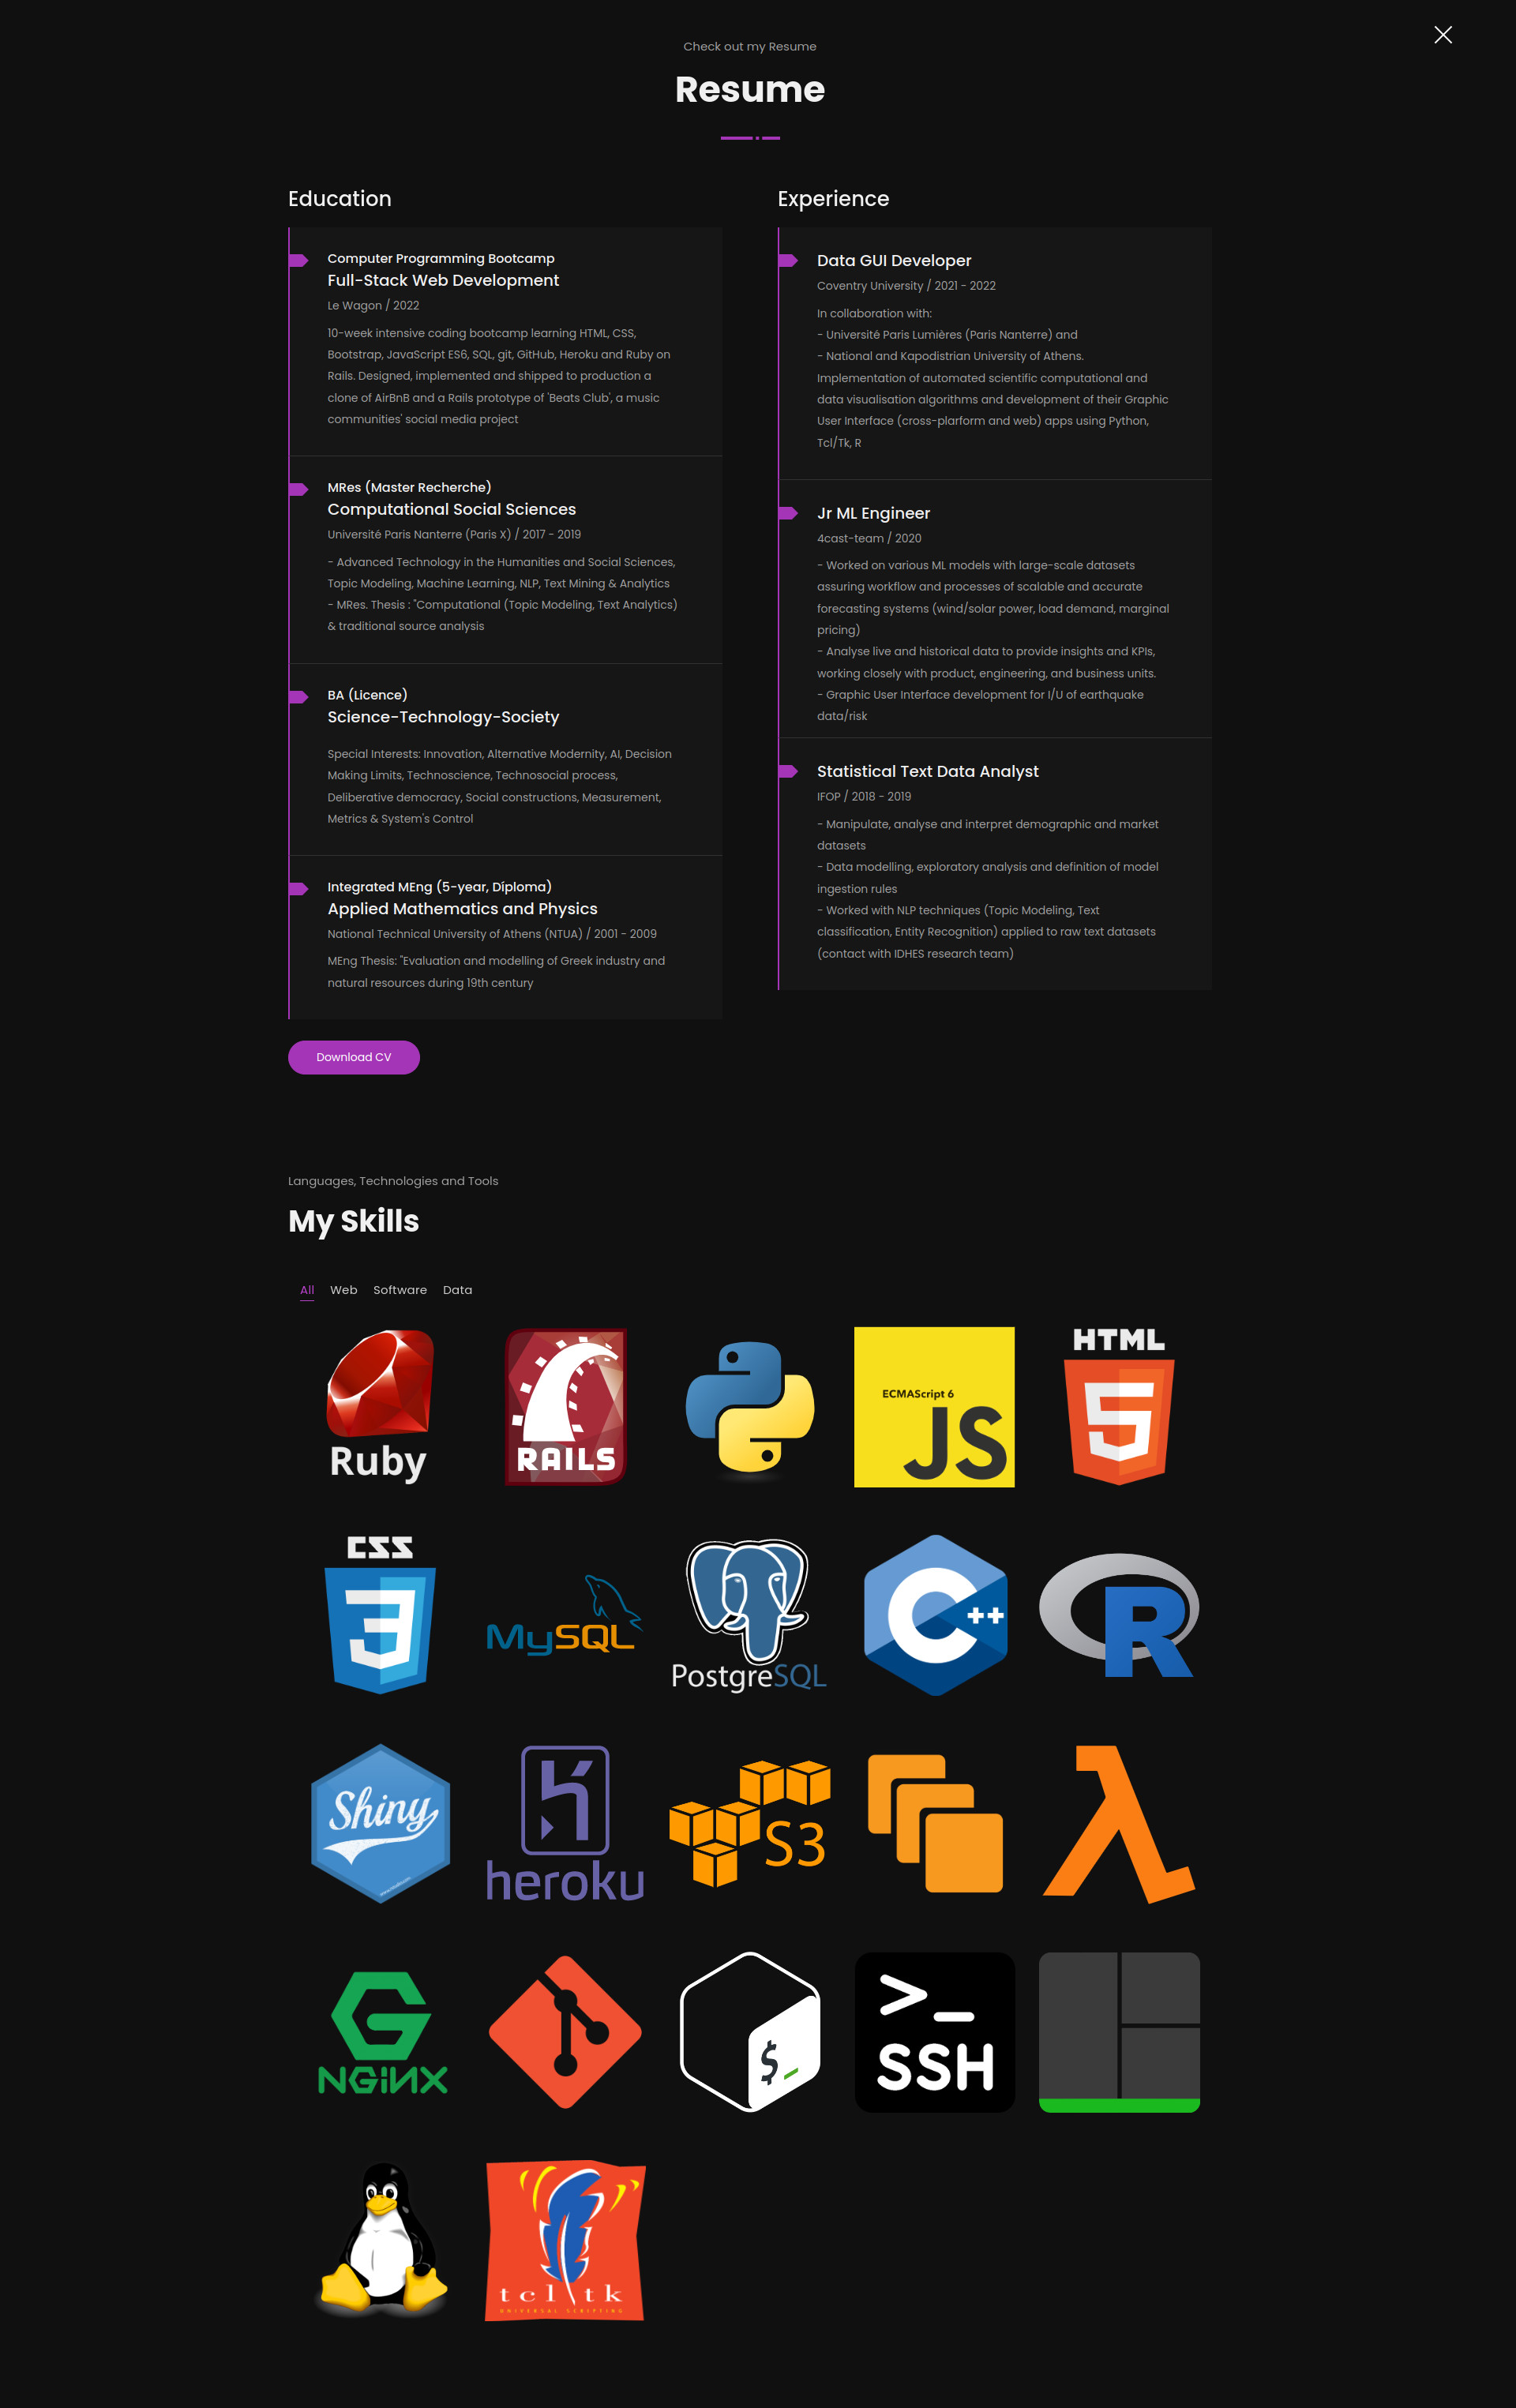 Check out my Resume
Resume
Education
Computer Programming Bootcamp
Full-Stack Web Development
Le Wagon / 2022
10-week intensive coding bootcamp learning HTML, CSS,
Bootstrap, JavaScript ES6, SQL, git, GitHub, Heroku and Ruby on
Rails. Designed, implemented and shipped to production a
clone of AirBnB and a Rails prototype of 'Beats Club', a music
communities' social media project
MRes (Master Recherche)
Computational Social Sciences
Université Paris Nanterre (Paris X) / 2017 - 2019
- Advanced Technology in the Humanities and Social Sciences,
Topic Modeling, Machine Learning, NLP, Text Mining & Analytics
- MRes. Thesis : "Computational (Topic Modeling, Text Analytics)
& traditional source analysis
BA (Licence)
Science-Technology-Society
Special Interests: Innovation, Alternative Modernity, AI, Decision
Making Limits, Technoscience, Technosocial process,
Deliberative democracy, Social constructions, Measurement,
Metrics & System's Control
Integrated MEng (5-year, Díploma)
Applied Mathematics and Physics
National Technical University of Athens (NTUA) / 2001 - 2009
MEng Thesis: "Evaluation and modelling of Greek industry and
natural resources during 19th century
Experience
Data GUI Developer
Coventry University / 2021 - 2022
In collaboration with:
- Université Paris Lumières (Paris Nanterre) and
- National and Kapodistrian University of Athens.
Implementation of automated scientific computational and
data visualisation algorithms and development of their Graphic
User Interface (cross-plarform and web) apps using Python,
Tcl/Tk, R
Jr ML Engineer
4cast-team / 2020
- Worked on various ML models with large-scale datasets
assuring workflow and processes of scalable and accurate
forecasting systems (wind/solar power, load demand, marginal
pricing)
- Analyse live and historical data to provide insights and KPIs,
working closely with product, engineering, and business units.
- Graphic User Interface development for I/U of earthquake
data/risk
Statistical Text Data Analyst
IFOP / 2018 - 2019
- Manipulate, analyse and interpret demographic and market
datasets
- Data modelling, exploratory analysis and definition of model
ingestion rules
- Worked with NLP techniques (Topic Modeling, Text
classification, Entity Recognition) applied to raw text datasets
(contact with IDHES research team)
Download CV
Languages, Technologies and Tools
My Skills
All Web Software Data
Ruby
RAILS
ECMAScript 6
JS
HTML
5
CSS
3
MySQL
PostgreSQL
C++
R
Shiny
heroku
S3
λ
G
NGiNX
$_
>_
SSH
tcl tk
UNIVERSAL SCRIPTING